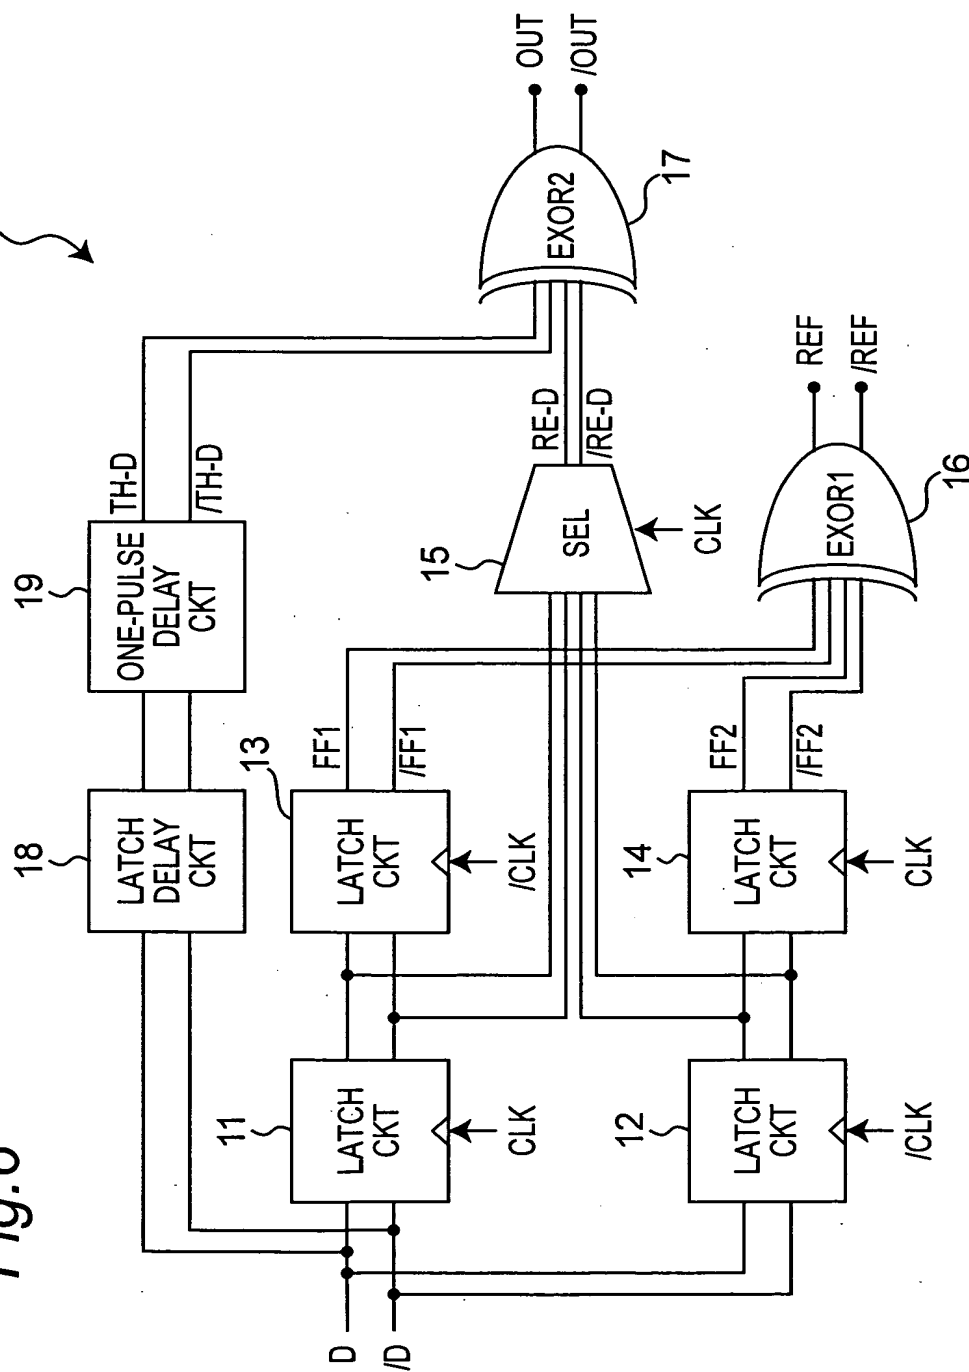 18
LATCH
DELAY
CKT
19
ONE-PULSE
DELAY
CKT
TH-D
/TH-D
D
/D
11
LATCH
CKT
CLK
13
LATCH
CKT
/CLK
FF1
/FF1
15
SEL
CLK
RE-D
/RE-D
EXOR2
17
OUT
/OUT
12
LATCH
CKT
/CLK
14
LATCH
CKT
CLK
FF2
/FF2
EXOR1
16
REF
/REF